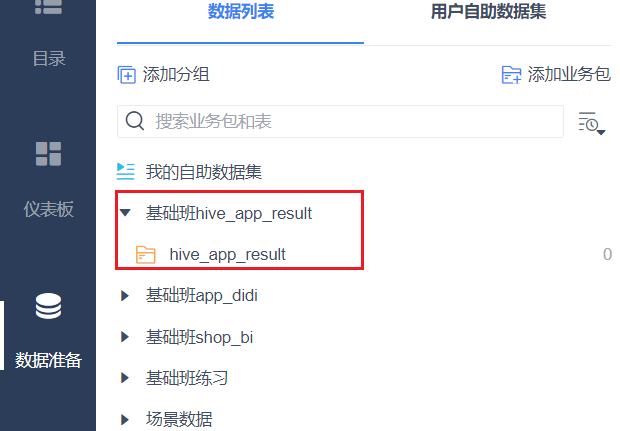 目录
仪表板
数据准备
数据列表
用户自助数据集
添加分组
添加业务包
搜索业务包和表
我的自助数据集
基础班hive_app_result
hive_app_result
0
基础班app_didi
基础班shop_bi
基础班练习
场景数据